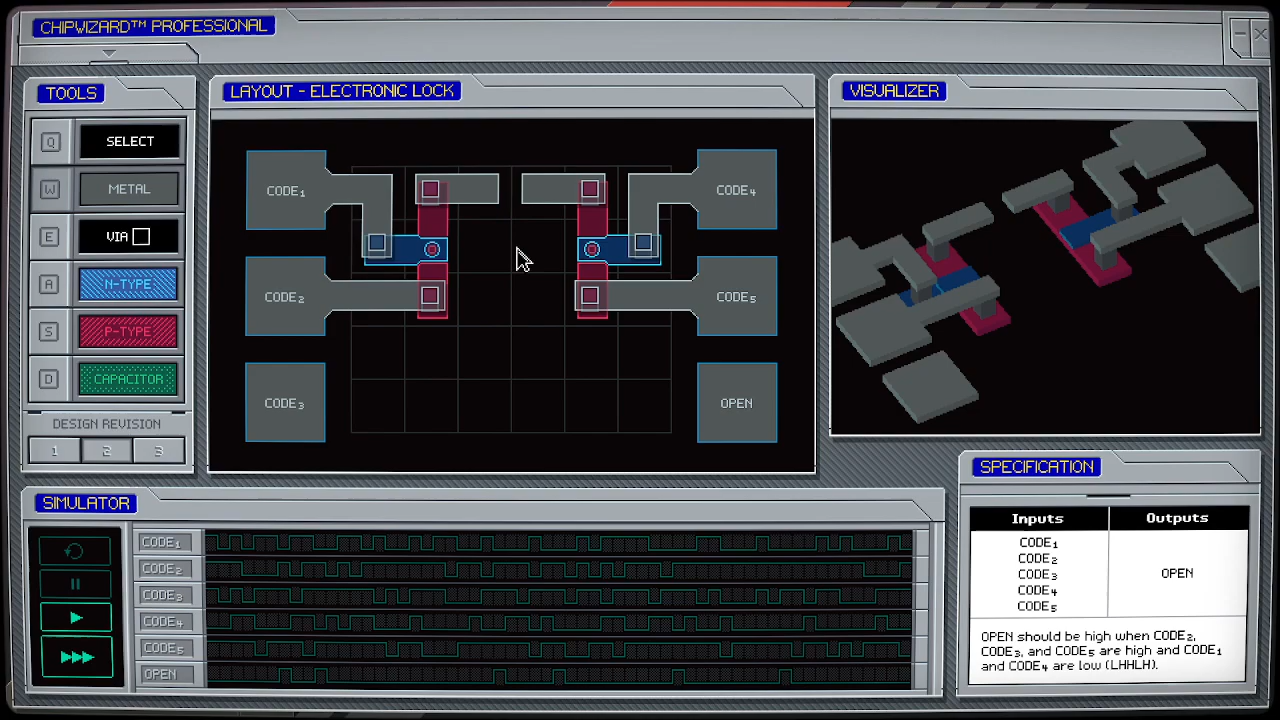 CHIPWIZARD™ PROFESSIONAL
TOOLS
Q SELECT
W METAL
E VIA
A N-TYPE
S P-TYPE
D CAPACITOR
DESIGN REVISION
1 2 3
LAYOUT - ELECTRONIC LOCK
CODE₁
CODE₂
CODE₃
CODE₄
CODE₅
OPEN
VISUALIZER
SIMULATOR
CODE₁
CODE₂
CODE₃
CODE₄
CODE₅
OPEN
SPECIFICATION
Inputs Outputs
CODE₁
CODE₂
CODE₃
CODE₄
CODE₅
OPEN
OPEN should be high when CODE₂,
CODE₃, and CODE₅ are high and CODE₁
and CODE₄ are low (LHHLH).